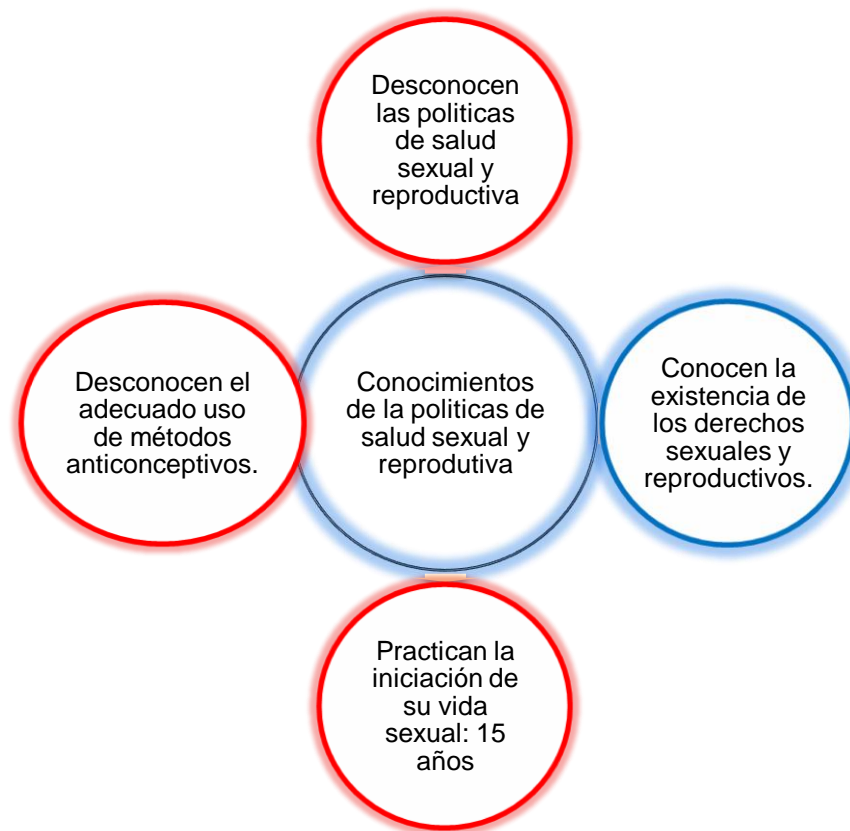 Desconocen
las politicas
de salud
sexual y
reproductiva
Desconocen el
adecuado uso
de métodos
anticonceptivos.
Conocimientos
de la politicas de
salud sexual y
reprodutiva
Conocen la
existencia de
los derechos
sexuales y
reproductivos.
Practican la
iniciación de
su vida
sexual: 15
años